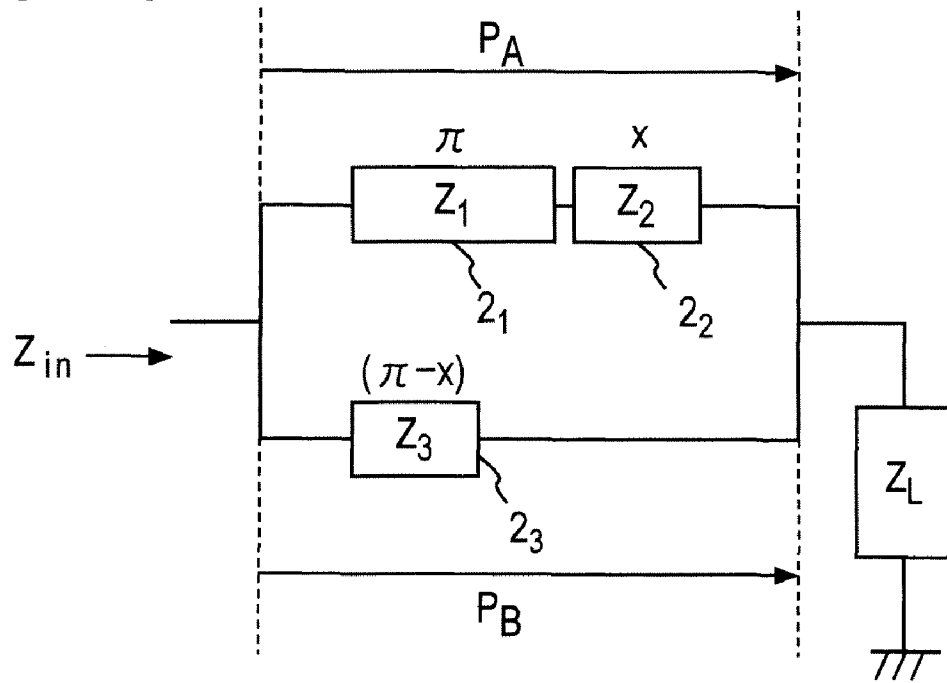 P_A
π x
Z_1 Z_2
2_1 2_2
Z_in
(π-x)
Z_3
Z_L
2_3
P_B